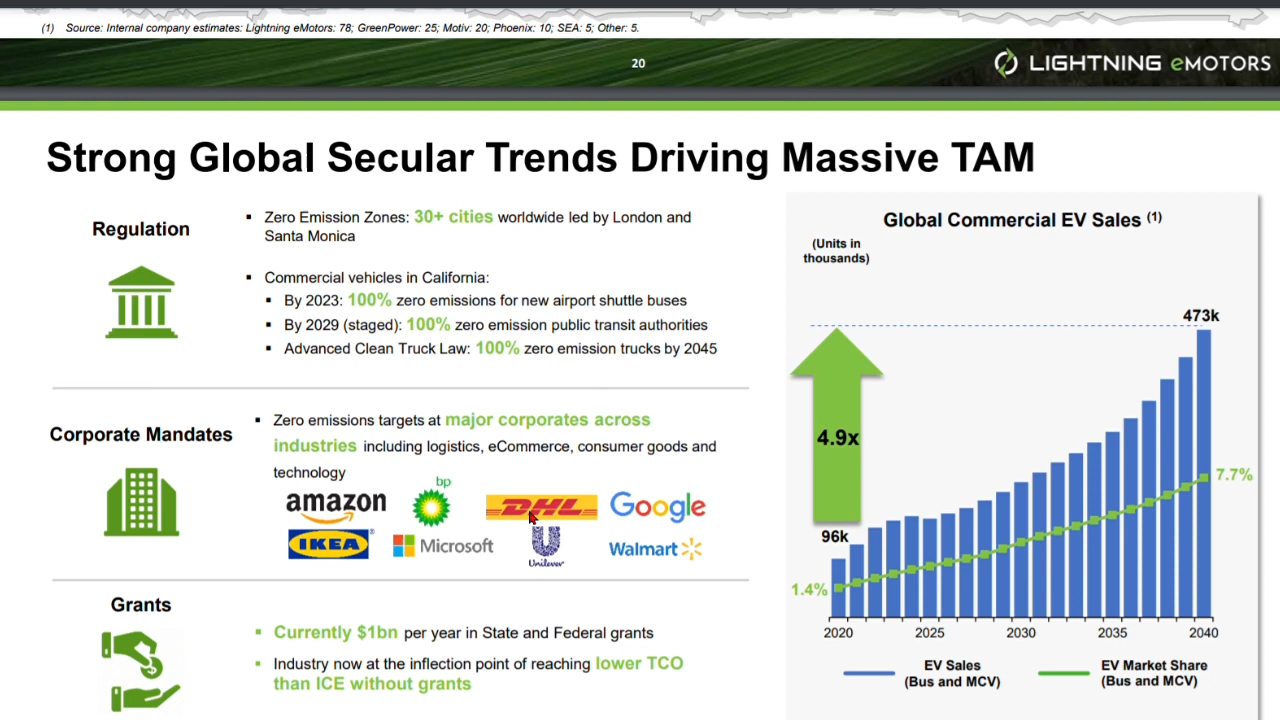 (1) Source: Internal company estimates: Lightning eMotors: 78; GreenPower: 25; Motiv: 20; Phoenix: 10; SEA: 5; Other: 5.
20
LIGHTNING eMOTORS
Strong Global Secular Trends Driving Massive TAM
Regulation
▪ Zero Emission Zones: 30+ cities worldwide led by London and
Santa Monica
▪ Commercial vehicles in California:
▪ By 2023: 100% zero emissions for new airport shuttle buses
▪ By 2029 (staged): 100% zero emission public transit authorities
▪ Advanced Clean Truck Law: 100% zero emission trucks by 2045
Corporate Mandates
▪ Zero emissions targets at major corporates across
industries including logistics, eCommerce, consumer goods and
technology
amazon
bp
DHL
Google
IKEA
®
Microsoft
Unilever
Walmart
Grants
▪ Currently $1bn per year in State and Federal grants
▪ Industry now at the inflection point of reaching lower TCO
than ICE without grants
Global Commercial EV Sales (1)
(Units in
thousands)
473k
4.9x
96k
7.7%
1.4%
2020 2025 2030 2035 2040
EV Sales
(Bus and MCV)
EV Market Share
(Bus and MCV)